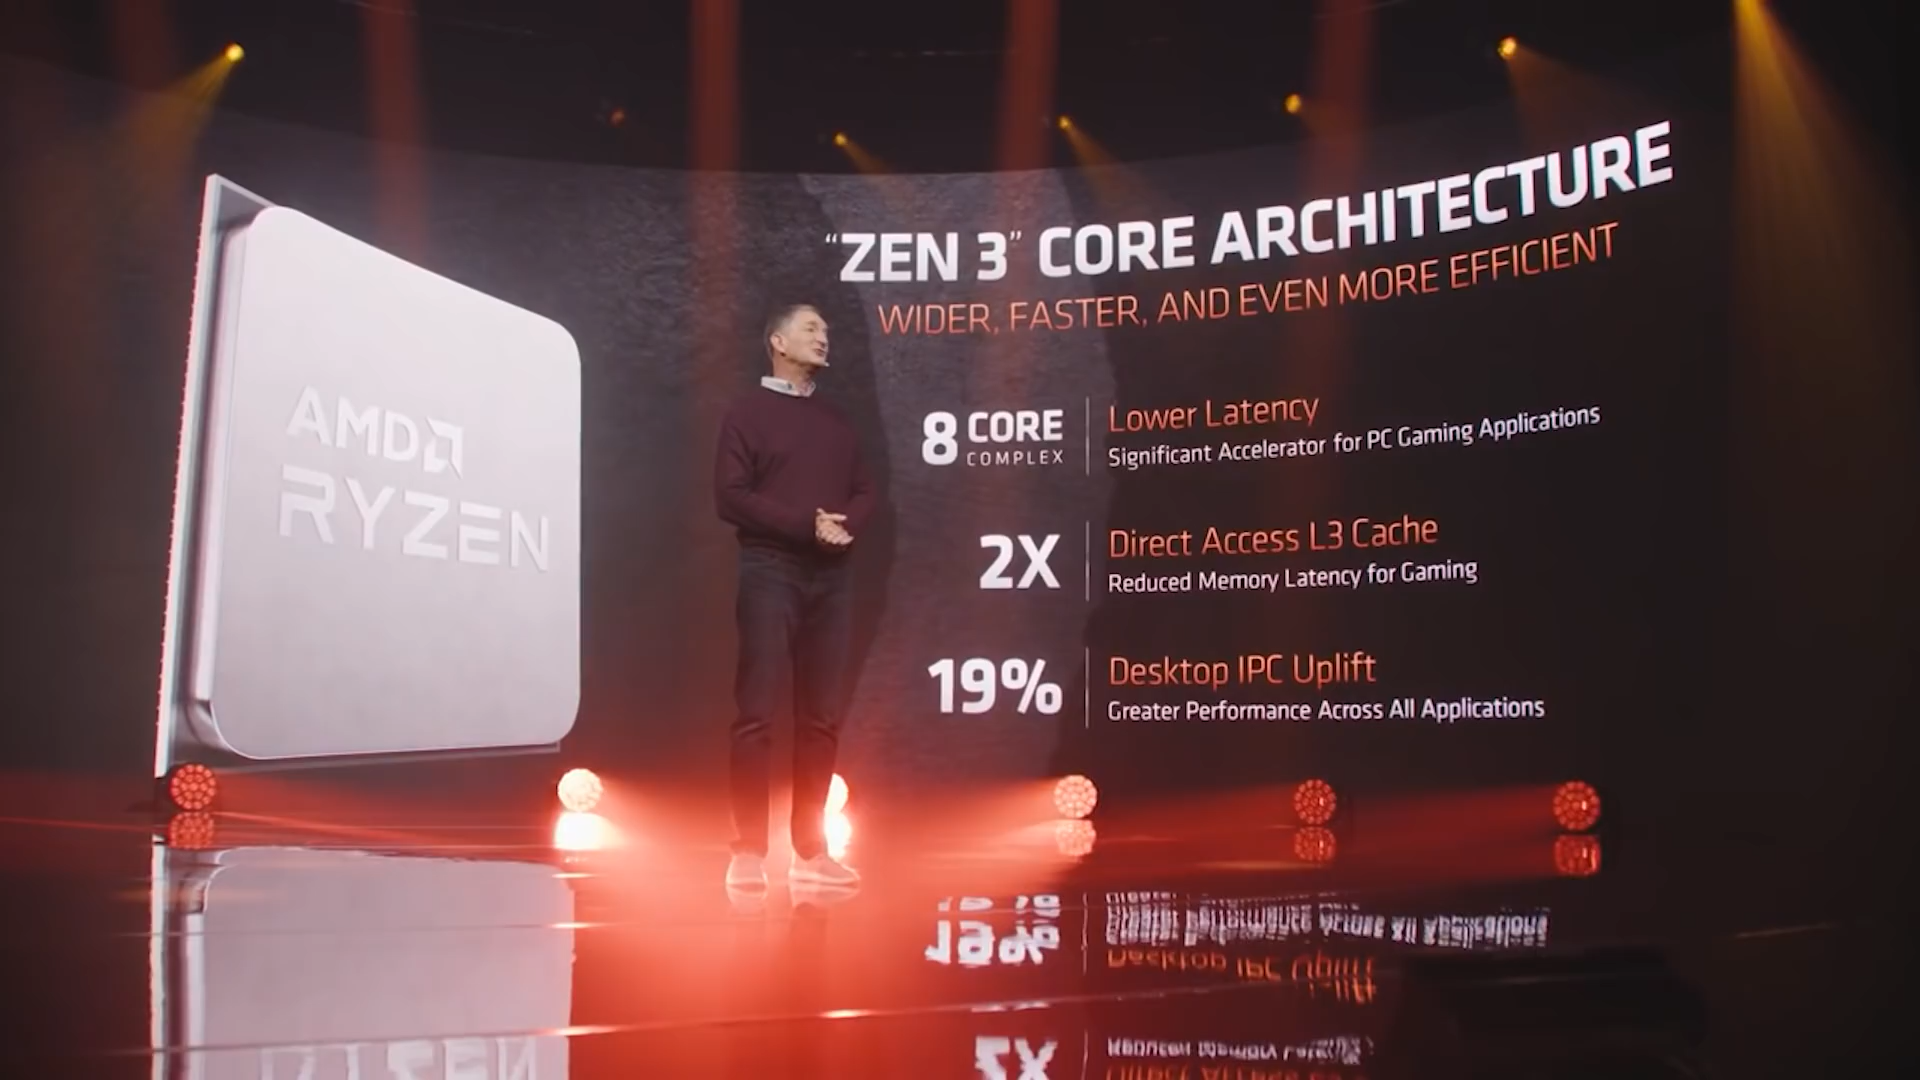 AMD
RYZEN
“ZEN 3” CORE ARCHITECTURE
WIDER, FASTER, AND EVEN MORE EFFICIENT
8 CORE
COMPLEX
Lower Latency
Significant Accelerator for PC Gaming Applications
2X
Direct Access L3 Cache
Reduced Memory Latency for Gaming
19%
Desktop IPC Uplift
Greater Performance Across All Applications